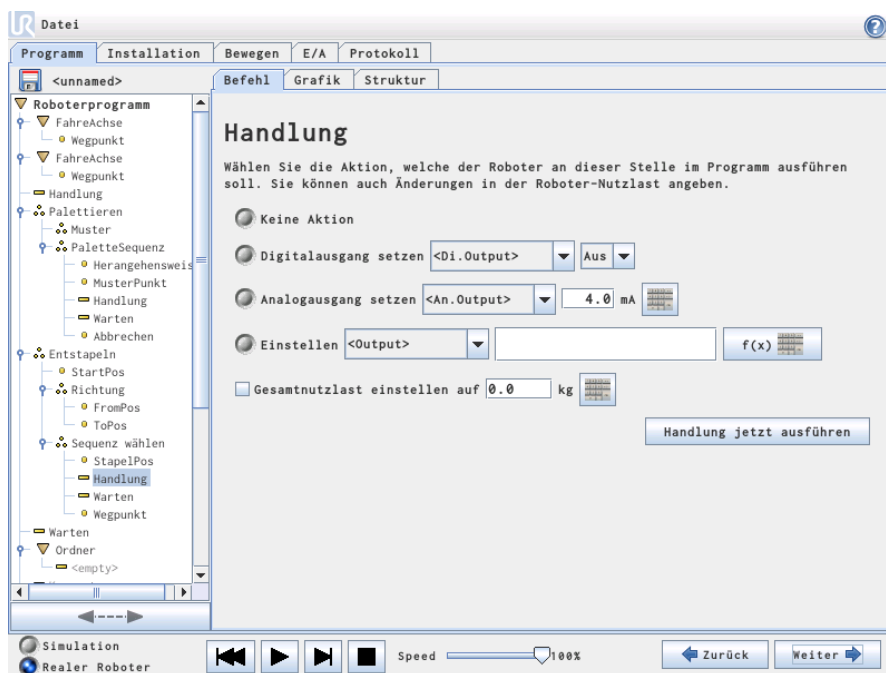 UR Datei
Programm Installation Bewegen E/A Protokoll
<unnamed>
Befehl Grafik Struktur
Roboterprogramm
FahreAchse
Wegpunkt
FahreAchse
Wegpunkt
Handlung
Palettieren
Muster
PaletteSequenz
Herangehensweis
MusterPunkt
Handlung
Warten
Abbrechen
Entstapeln
StartPos
Richtung
FromPos
ToPos
Sequenz wählen
StapelPos
Handlung
Warten
Wegpunkt
Warten
Ordner
<empty>
Handlung
Wählen Sie die Aktion, welche der Roboter an dieser Stelle im Programm ausführen
soll. Sie können auch Änderungen in der Roboter-Nutzlast angeben.
Keine Aktion
Digitalausgang setzen <Di.Output> Aus
Analogausgang setzen <An.Output> 4.0 mA
Einstellen <Output> f(x)
Gesamtnutzlast einstellen auf 0.0 kg
Handlung jetzt ausführen
Simulation
Realer Roboter
Speed 100%
Zurück Weiter